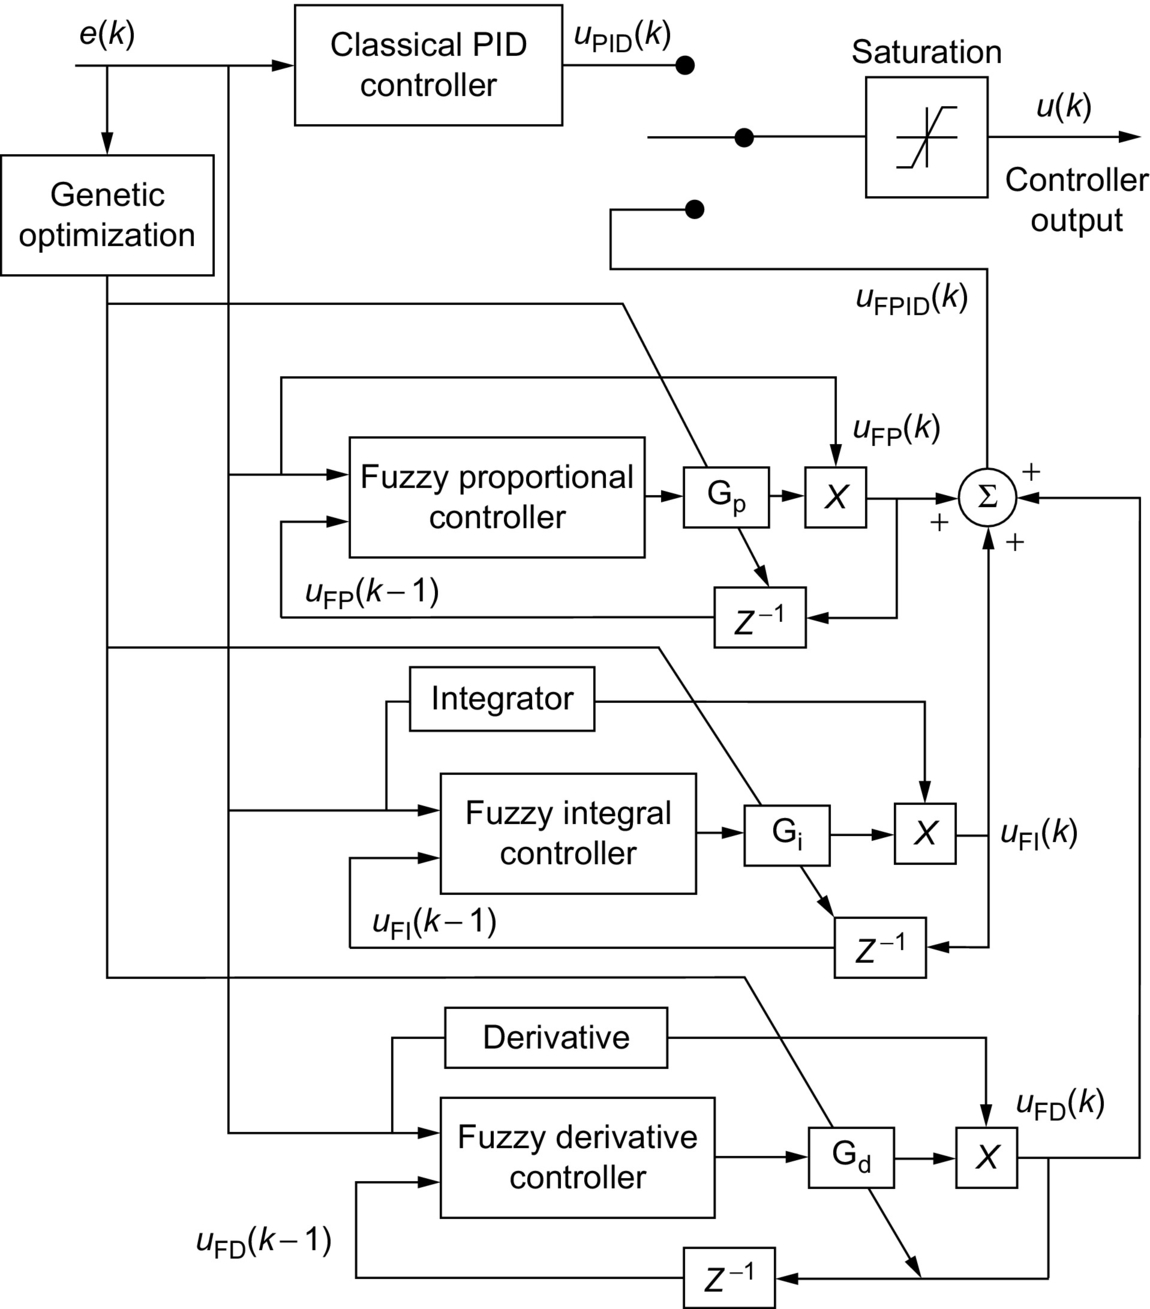 e(k)
Classical PID
controller
uPID(k)
Saturation
u(k)
Controller
output
Genetic
optimization
uFPID(k)
uFP(k)
Fuzzy proportional
controller
Gp
X
Σ
+
+
+
uFP(k–1)
Z–1
Integrator
Fuzzy integral
controller
Gi
X
uFI(k)
uFI(k–1)
Z–1
Derivative
uFD(k)
Fuzzy derivative
controller
Gd
X
uFD(k–1)
Z–1